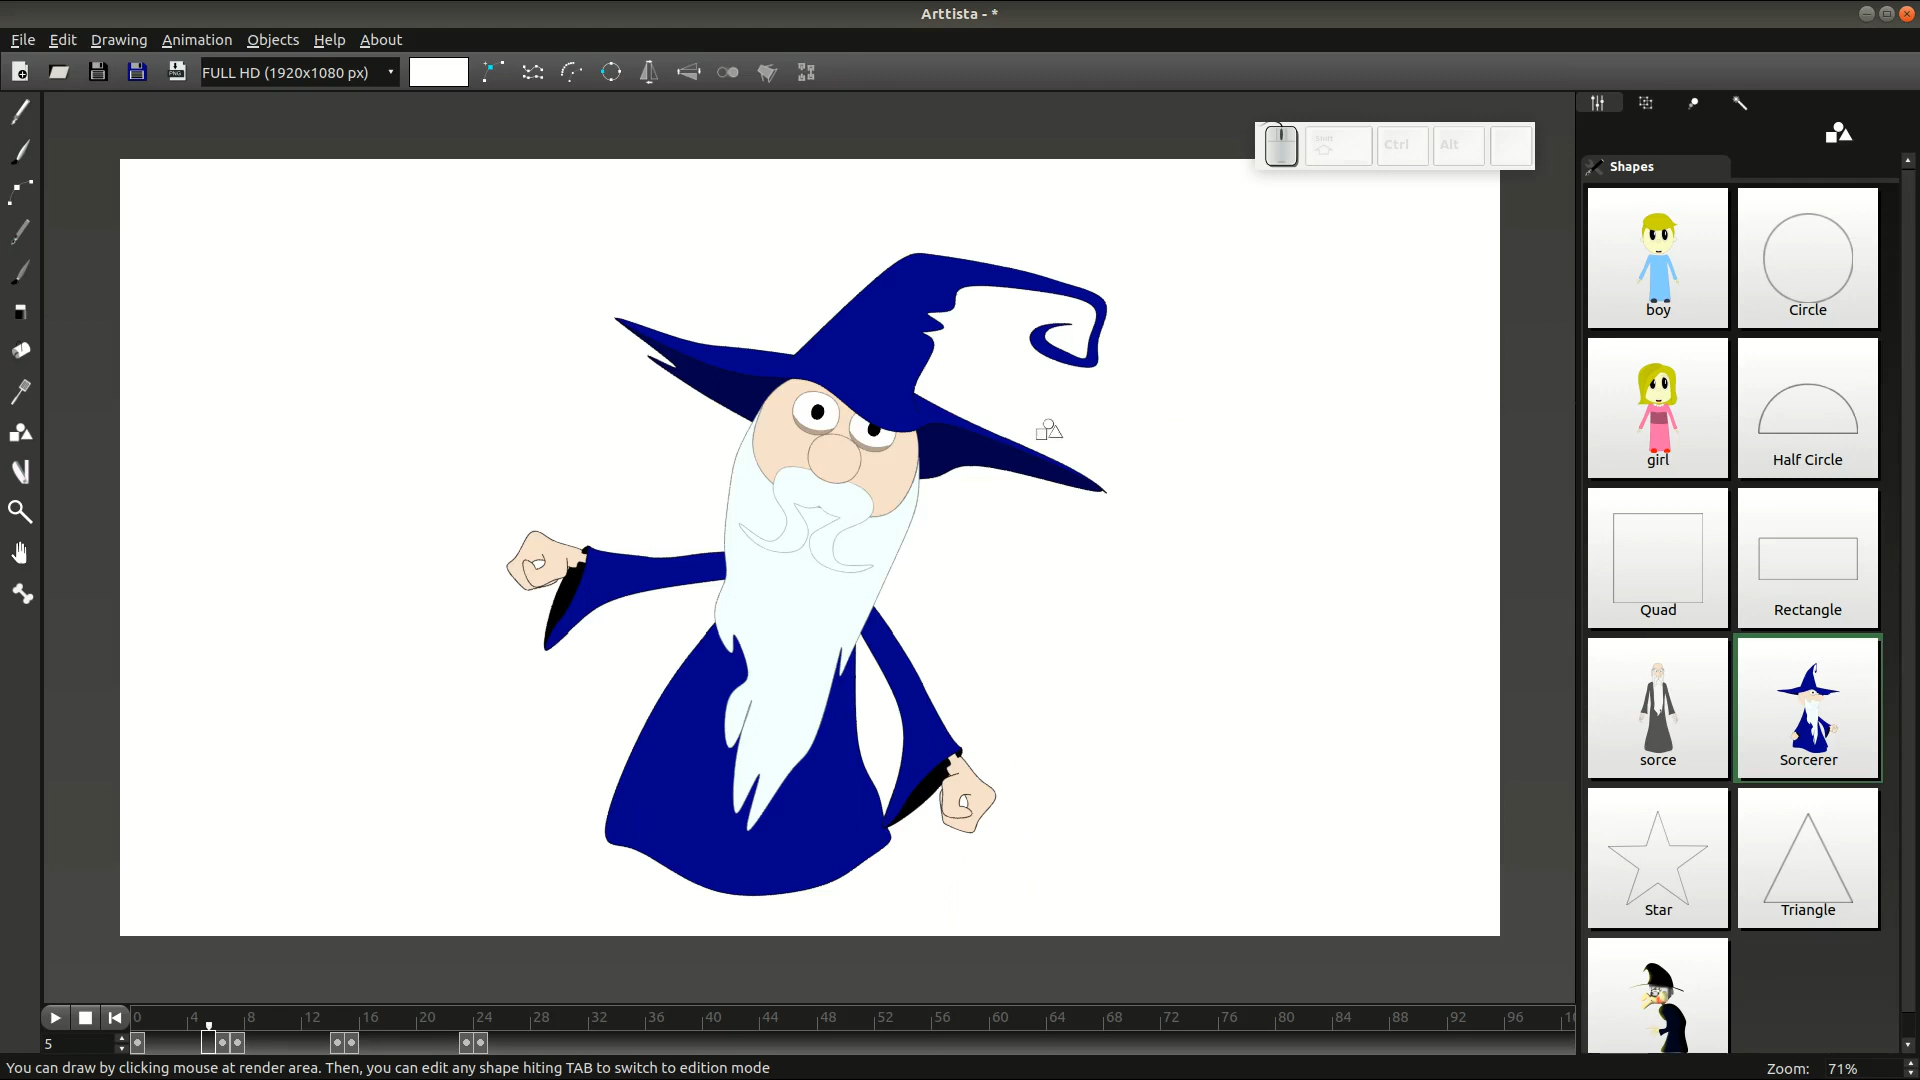 Arttista - *
File Edit Drawing Animation Objects Help About
PNG FULL HD (1920x1080 px)
Shift Ctrl Alt
Shapes
boy Circle
girl Half Circle
Quad Rectangle
sorce Sorcerer
Star Triangle
0 4 8 12 16 20 24 28 32 36 40 44 48 52 56 60 64 68 72 76 80 84 88 92 96
5
You can draw by clicking mouse at render area. Then, you can edit any shape hiting TAB to switch to edition mode
Zoom: 71%